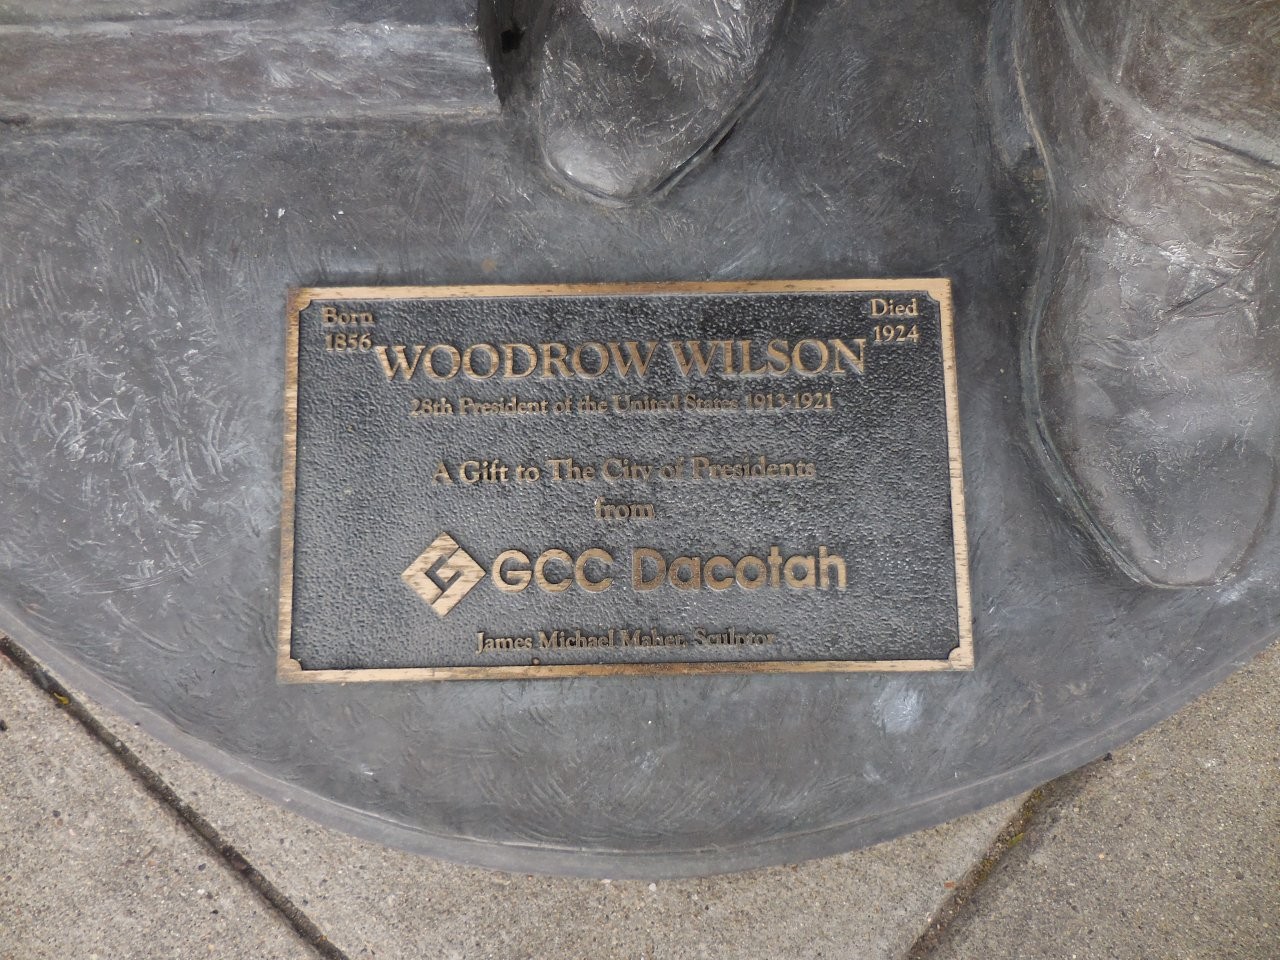 Born
1856
Died
1924
WOODROW WILSON
28th President of the United States 1913-1921
A Gift to The City of Presidents
from
GCC Dacotah
James Michael Maher, Sculptor